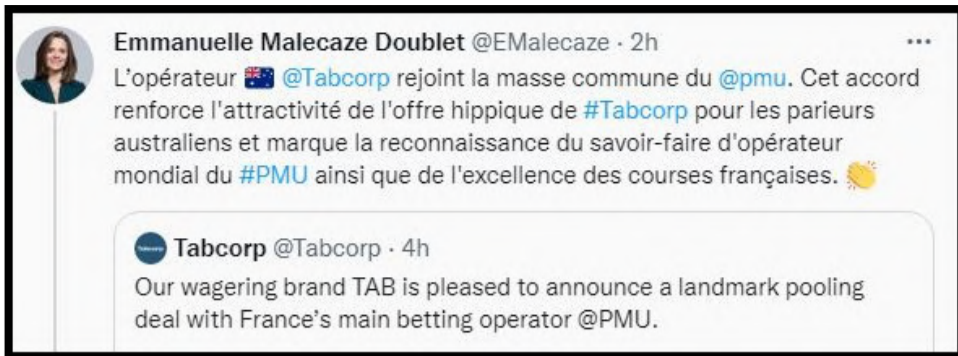 Emmanuelle Malecaze Doublet @EMalecaze · 2h
L'opérateur 🇦🇺 @Tabcorp rejoint la masse commune du @pmu. Cet accord
renforce l'attractivité de l'offre hippique de #Tabcorp pour les parieurs
australiens et marque la reconnaissance du savoir-faire d'opérateur
mondial du #PMU ainsi que de l'excellence des courses françaises. 👏
Tabcorp
Tabcorp @Tabcorp · 4h
Our wagering brand TAB is pleased to announce a landmark pooling
deal with France's main betting operator @PMU.